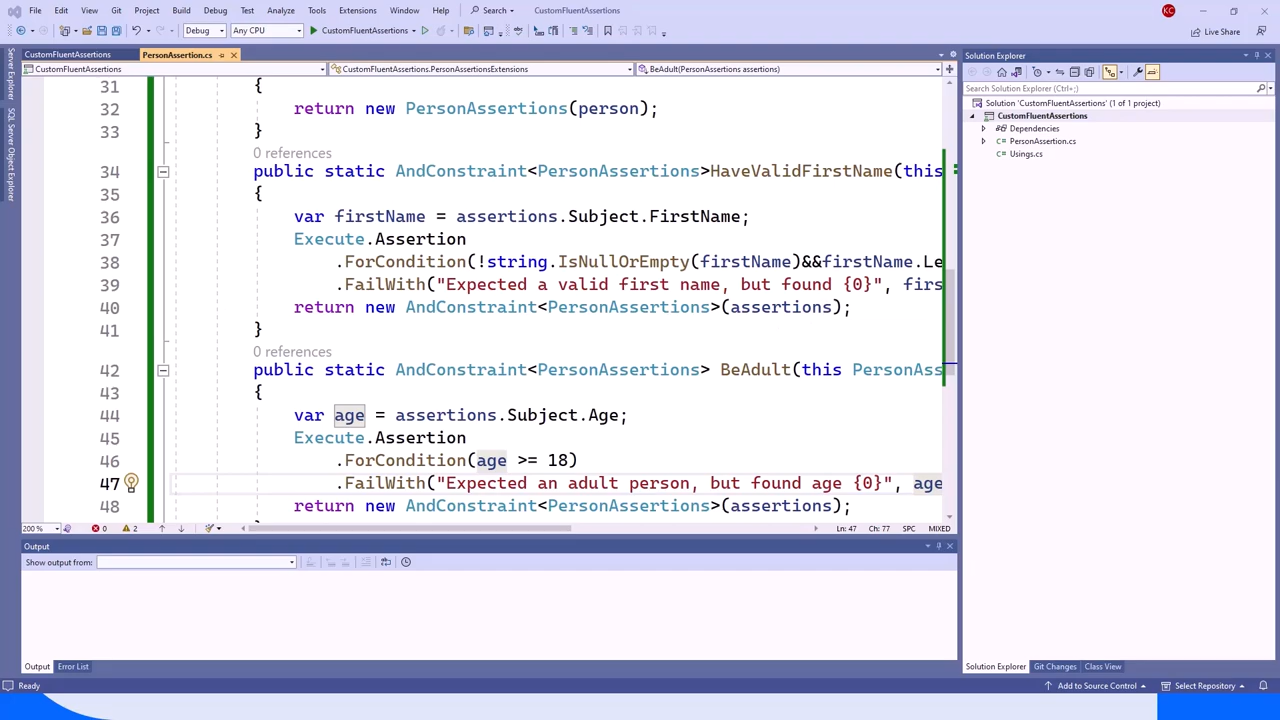 File Edit View Git Project Build Debug Test Analyze Tools Extensions Window Help Search CustomFluentAssertions KC
Debug Any CPU CustomFluentAssertions Live Share
CustomFluentAssertions PersonAssertion.cs
CustomFluentAssertions CustomFluentAssertions.PersonAssertionsExtensions BeAdult(PersonAssertions assertions)
Server Explorer
SQL Server Object Explorer
31 {
32 return new PersonAssertions(person);
33 }
0 references
34 public static AndConstraint<PersonAssertions>HaveValidFirstName(this
35 {
36 var firstName = assertions.Subject.FirstName;
37 Execute.Assertion
38 .ForCondition(!string.IsNullOrEmpty(firstName)&&firstName.Le
39 .FailWith("Expected a valid first name, but found {0}", firs
40 return new AndConstraint<PersonAssertions>(assertions);
41 }
0 references
42 public static AndConstraint<PersonAssertions> BeAdult(this PersonAss
43 {
44 var age = assertions.Subject.Age;
45 Execute.Assertion
46 .ForCondition(age >= 18)
47 .FailWith("Expected an adult person, but found age {0}", age
48 return new AndConstraint<PersonAssertions>(assertions);
200 % 0 2 Ln: 47 Ch: 77 SPC MIXED
Output
Show output from:
Output Error List
Solution Explorer
Search Solution Explorer (Ctrl+;)
Solution 'CustomFluentAssertions' (1 of 1 project)
CustomFluentAssertions
Dependencies
C# PersonAssertion.cs
C# Usings.cs
Solution Explorer Git Changes Class View
Ready Add to Source Control Select Repository